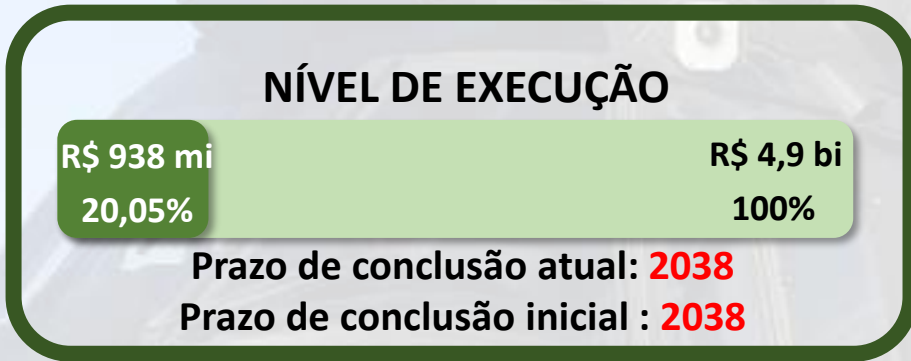 NÍVEL DE EXECUÇÃO
R$ 938 mi R$ 4,9 bi
20,05% 100%
Prazo de conclusão atual: 2038
Prazo de conclusão inicial : 2038